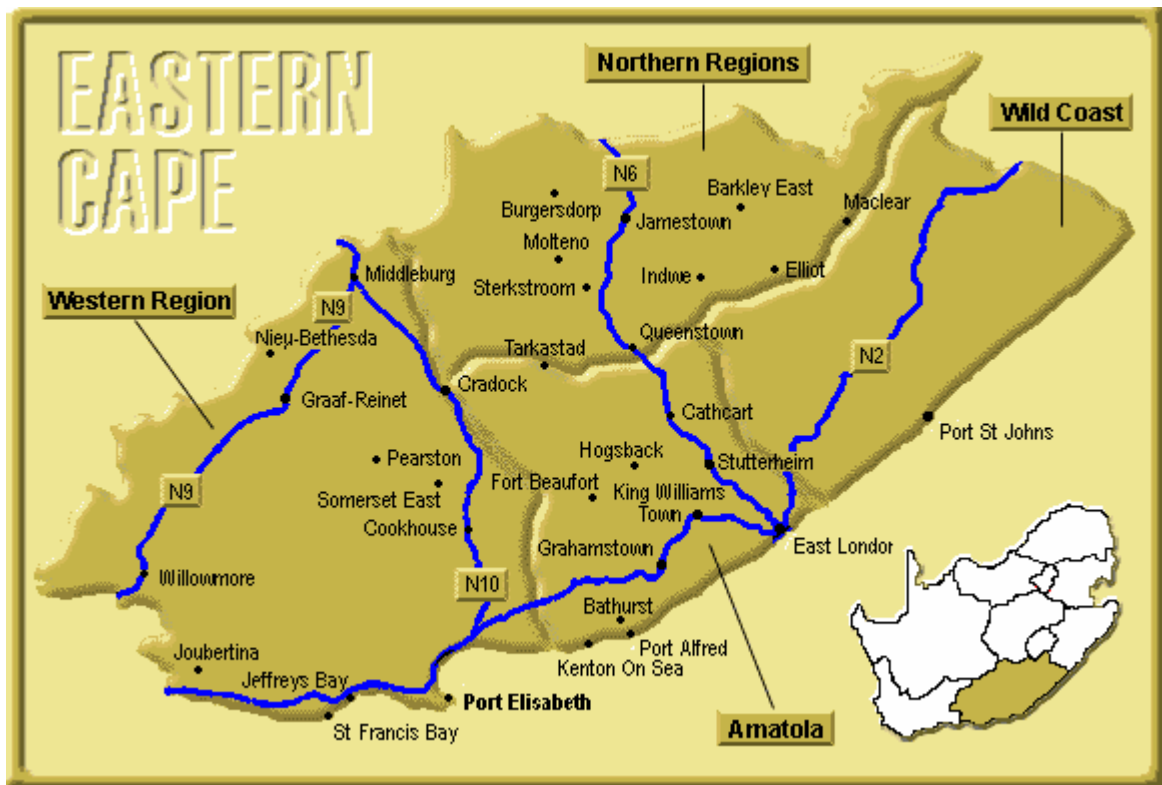 EASTERN
CAPE
Northern Regions
Wild Coast
N6
Barkley East
Maclear
Burgersdorp
Jamestown
Molteno
Middleburg
Indwe
Elliot
Sterkstroom
Western Region
N9
Nieu-Bethesda
Queenstown
Tarkastad
N2
Cradock
Graaf-Reinet
Cathcart
Port St Johns
Hogsback
Pearston
Stutterheim
Fort Beaufort
N9
Somerset East
King Williams
Town
Cookhouse
East London
Grahamstown
Willowmore
N10
Bathurst
Joubertina
Port Alfred
Kenton On Sea
Jeffreys Bay
Port Elisabeth
St Francis Bay
Amatola